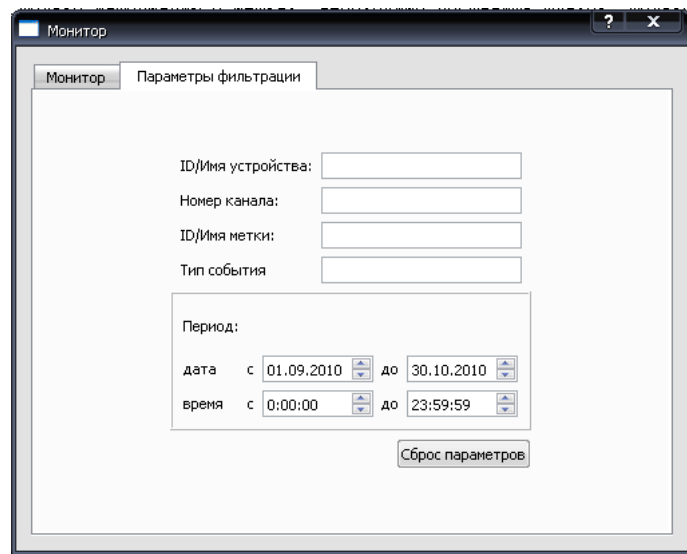 Монитор
? x
Монитор Параметры фильтрации
ID/Имя устройства:
Номер канала:
ID/Имя метки:
Тип события
Период:
дата с 01.09.2010 до 30.10.2010
время с 0:00:00 до 23:59:59
Сброс параметров